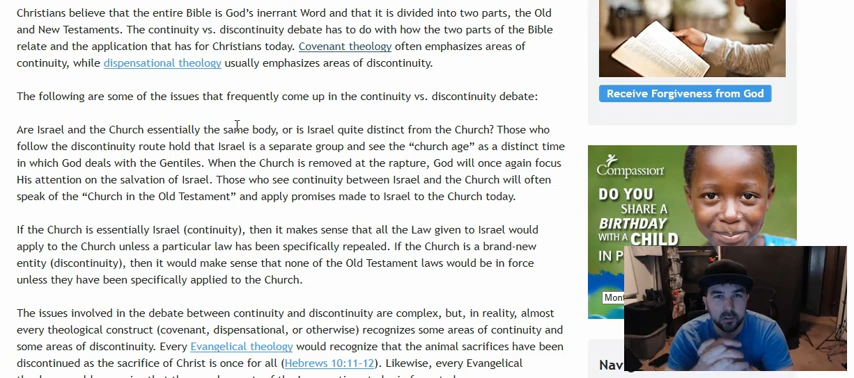 Christians believe that the entire Bible is God's inerrant Word and that it is divided into two parts, the Old
and New Testaments. The continuity vs. discontinuity debate has to do with how the two parts of the Bible
relate and the application that has for Christians today. Covenant theology often emphasizes areas of
continuity, while dispensational theology usually emphasizes areas of discontinuity.
The following are some of the issues that frequently come up in the continuity vs. discontinuity debate:
Are Israel and the Church essentially the same body, or is Israel quite distinct from the Church? Those who
follow the discontinuity route hold that Israel is a separate group and see the “church age” as a distinct time
in which God deals with the Gentiles. When the Church is removed at the rapture, God will once again focus
His attention on the salvation of Israel. Those who see continuity between Israel and the Church will often
speak of the “Church in the Old Testament” and apply promises made to Israel to the Church today.
If the Church is essentially Israel (continuity), then it makes sense that all the Law given to Israel would
apply to the Church unless a particular law has been specifically repealed. If the Church is a brand-new
entity (discontinuity), then it would make sense that none of the Old Testament laws would be in force
unless they have been specifically applied to the Church.
The issues involved in the debate between continuity and discontinuity are complex, but, in reality, almost
every theological construct (covenant, dispensational, or otherwise) recognizes some areas of continuity and
some areas of discontinuity. Every Evangelical theology would recognize that the animal sacrifices have been
discontinued as the sacrifice of Christ is once for all (Hebrews 10:11-12). Likewise, every Evangelical
Receive Forgiveness from God
Compassion
DO YOU
SHARE A
BIRTHDAY
WITH A CHILD
IN P
Mont
Navig